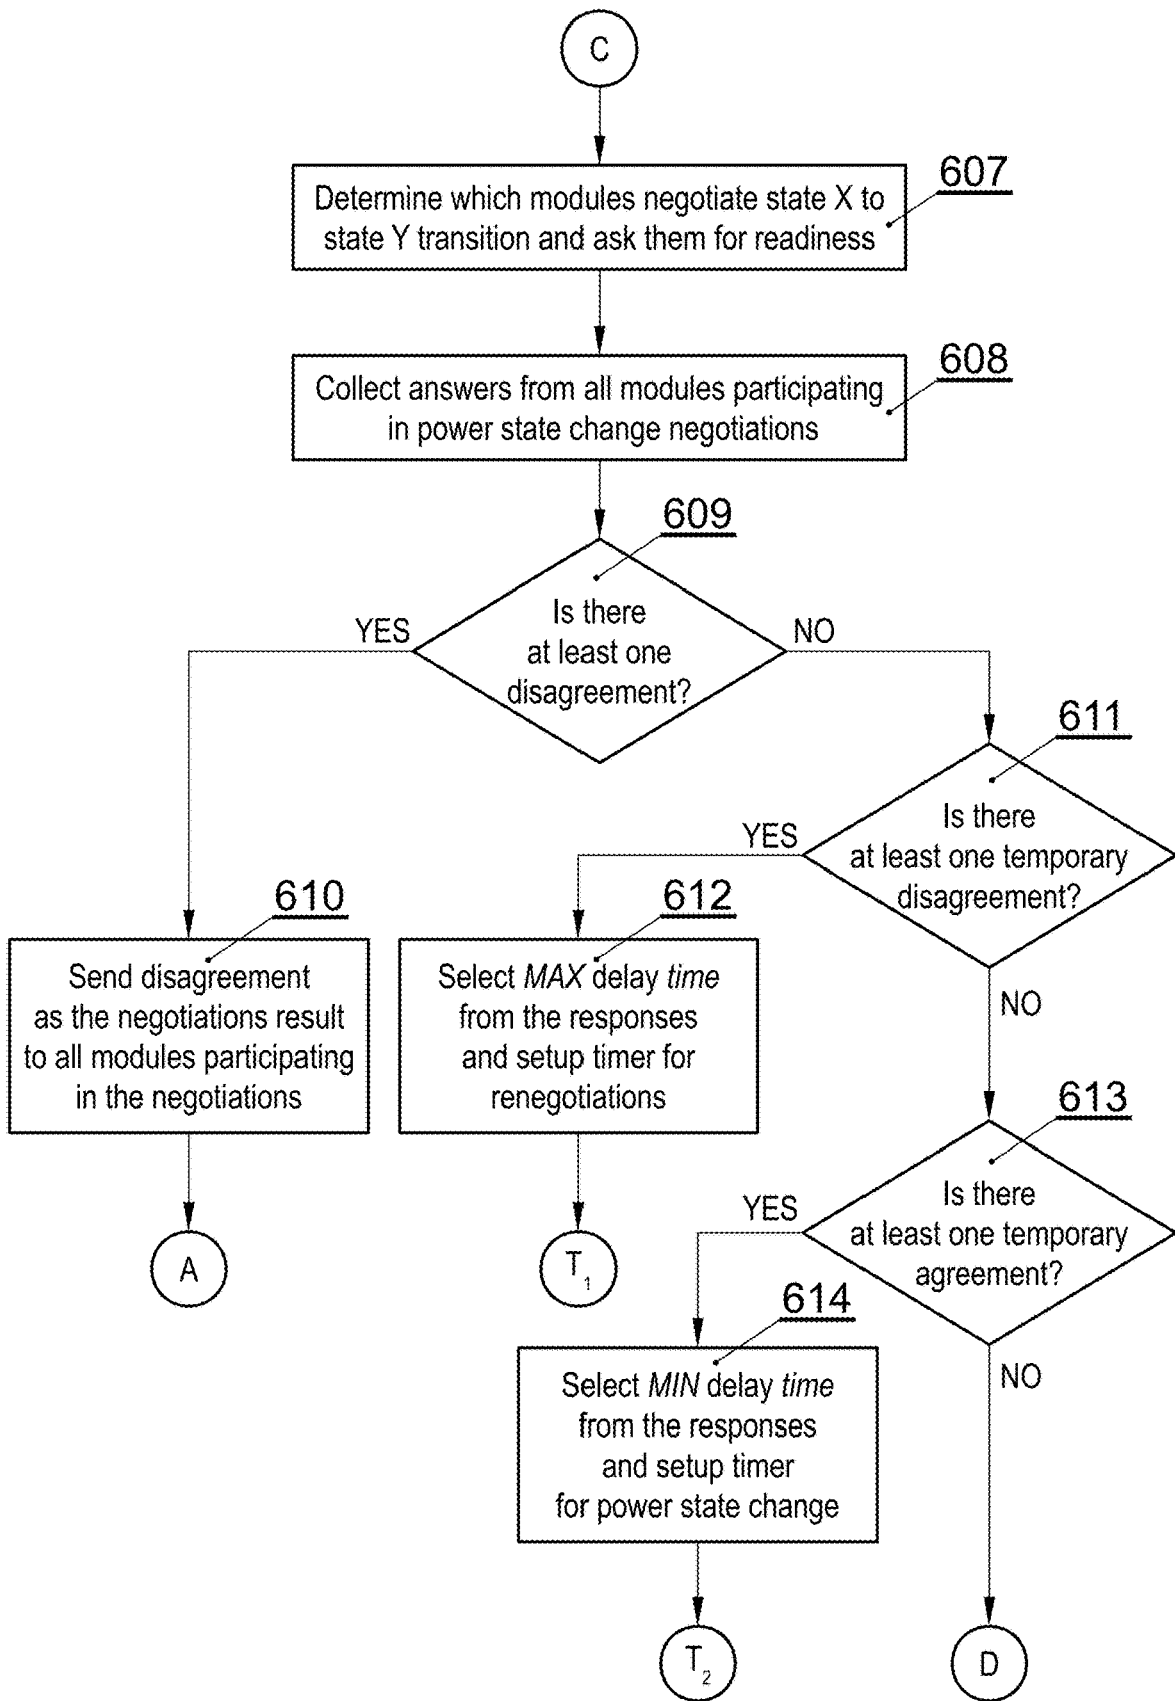 C
607
Determine which modules negotiate state X to
state Y transition and ask them for readiness
608
Collect answers from all modules participating
in power state change negotiations
609
Is there
at least one
disagreement?
YES
NO
611
Is there
at least one temporary
disagreement?
YES
NO
610
Send disagreement
as the negotiations result
to all modules participating
in the negotiations
612
Select MAX delay time
from the responses
and setup timer for
renegotiations
613
Is there
at least one temporary
agreement?
YES
NO
A
T1
614
Select MIN delay time
from the responses
and setup timer
for power state change
T2
D